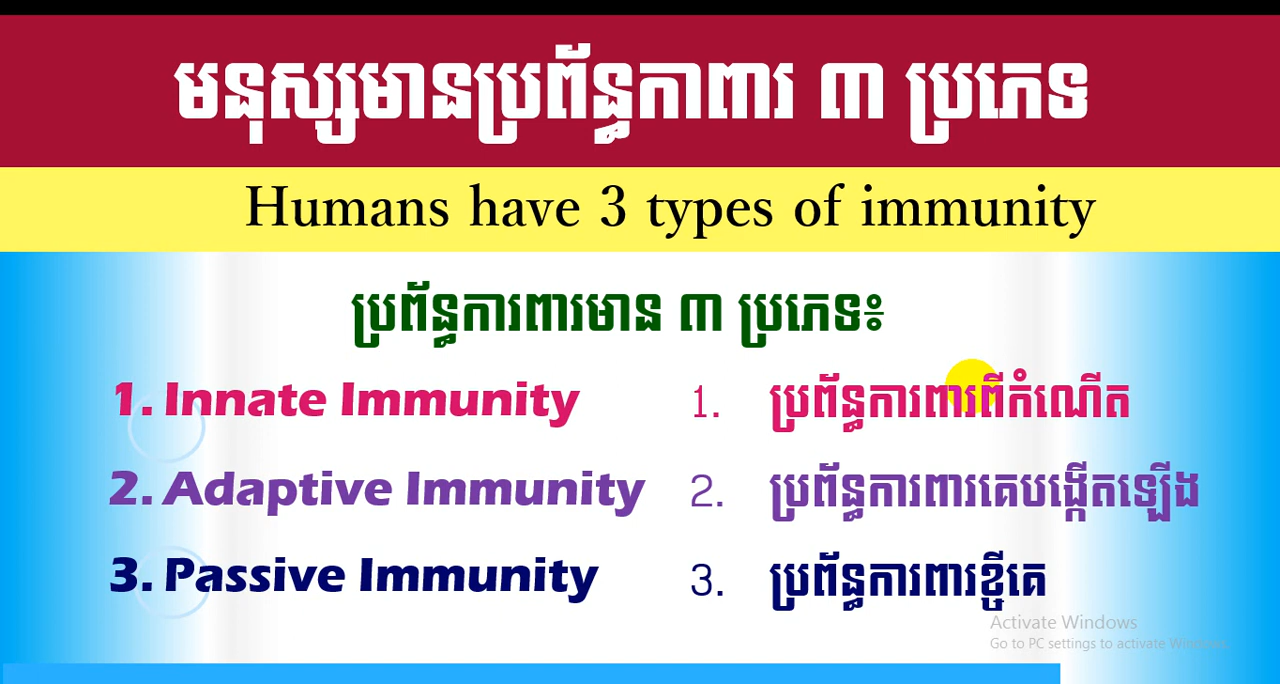 មនុស្សមានប្រព័ន្ធកាពារ ៣ ប្រភេទ
Humans have 3 types of immunity
ប្រព័ន្ធការពារមាន ៣ ប្រភេទ៖
1. Innate Immunity 1. ប្រព័ន្ធការពារពីកំណើត
2. Adaptive Immunity 2. ប្រព័ន្ធការពារគេបង្កើតឡើង
3. Passive Immunity 3. ប្រព័ន្ធការពារខ្ចីគេ
Activate Windows
Go to PC settings to activate Windows.